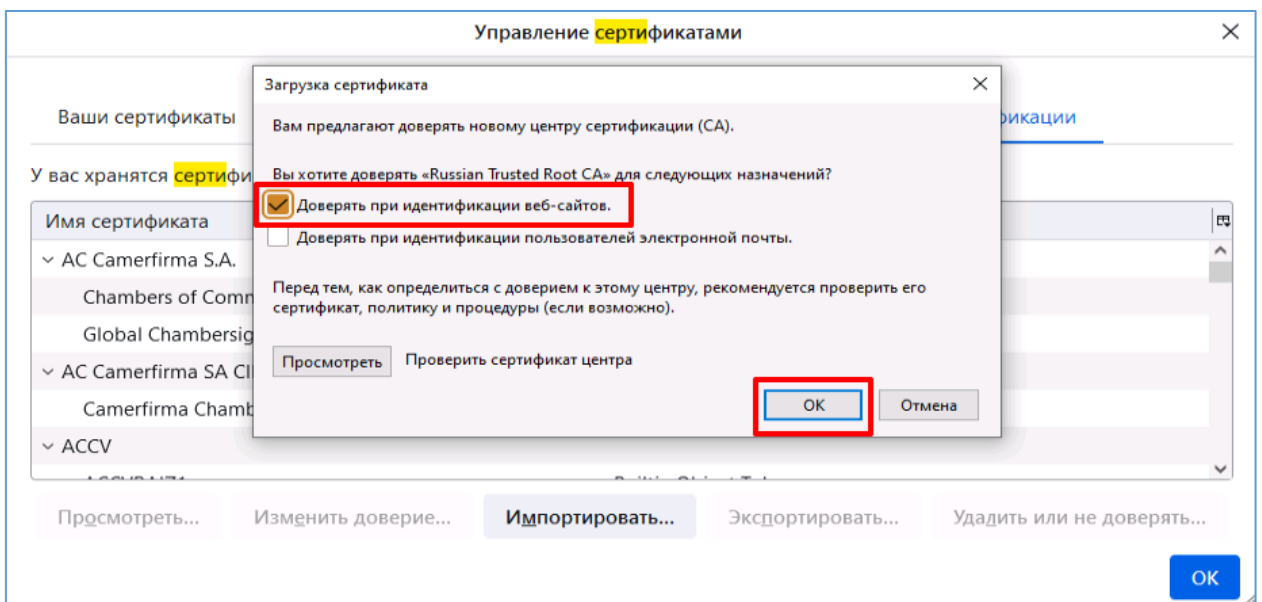 Управление сертификатами
Загрузка сертификата
Ваши сертификаты
фикации
Вам предлагают доверять новому центру сертификации (CA).
У вас хранятся серти
Вы хотите доверять «Russian Trusted Root CA» для следующих назначений?
Доверять при идентификации веб-сайтов.
Имя сертификата
Доверять при идентификации пользователей электронной почты.
AC Camerfirma S.A.
Chambers of Comm
Перед тем, как определиться с доверием к этому центру, рекомендуется проверить его
сертификат, политику и процедуры (если возможно).
Global Chambersig
Просмотреть Проверить сертификат центра
AC Camerfirma SA CI
Camerfirma Chamb
OK Отмена
ACCV
Просмотреть... Изменить доверие... Импортировать... Экспортировать... Удалить или не доверять...
OK